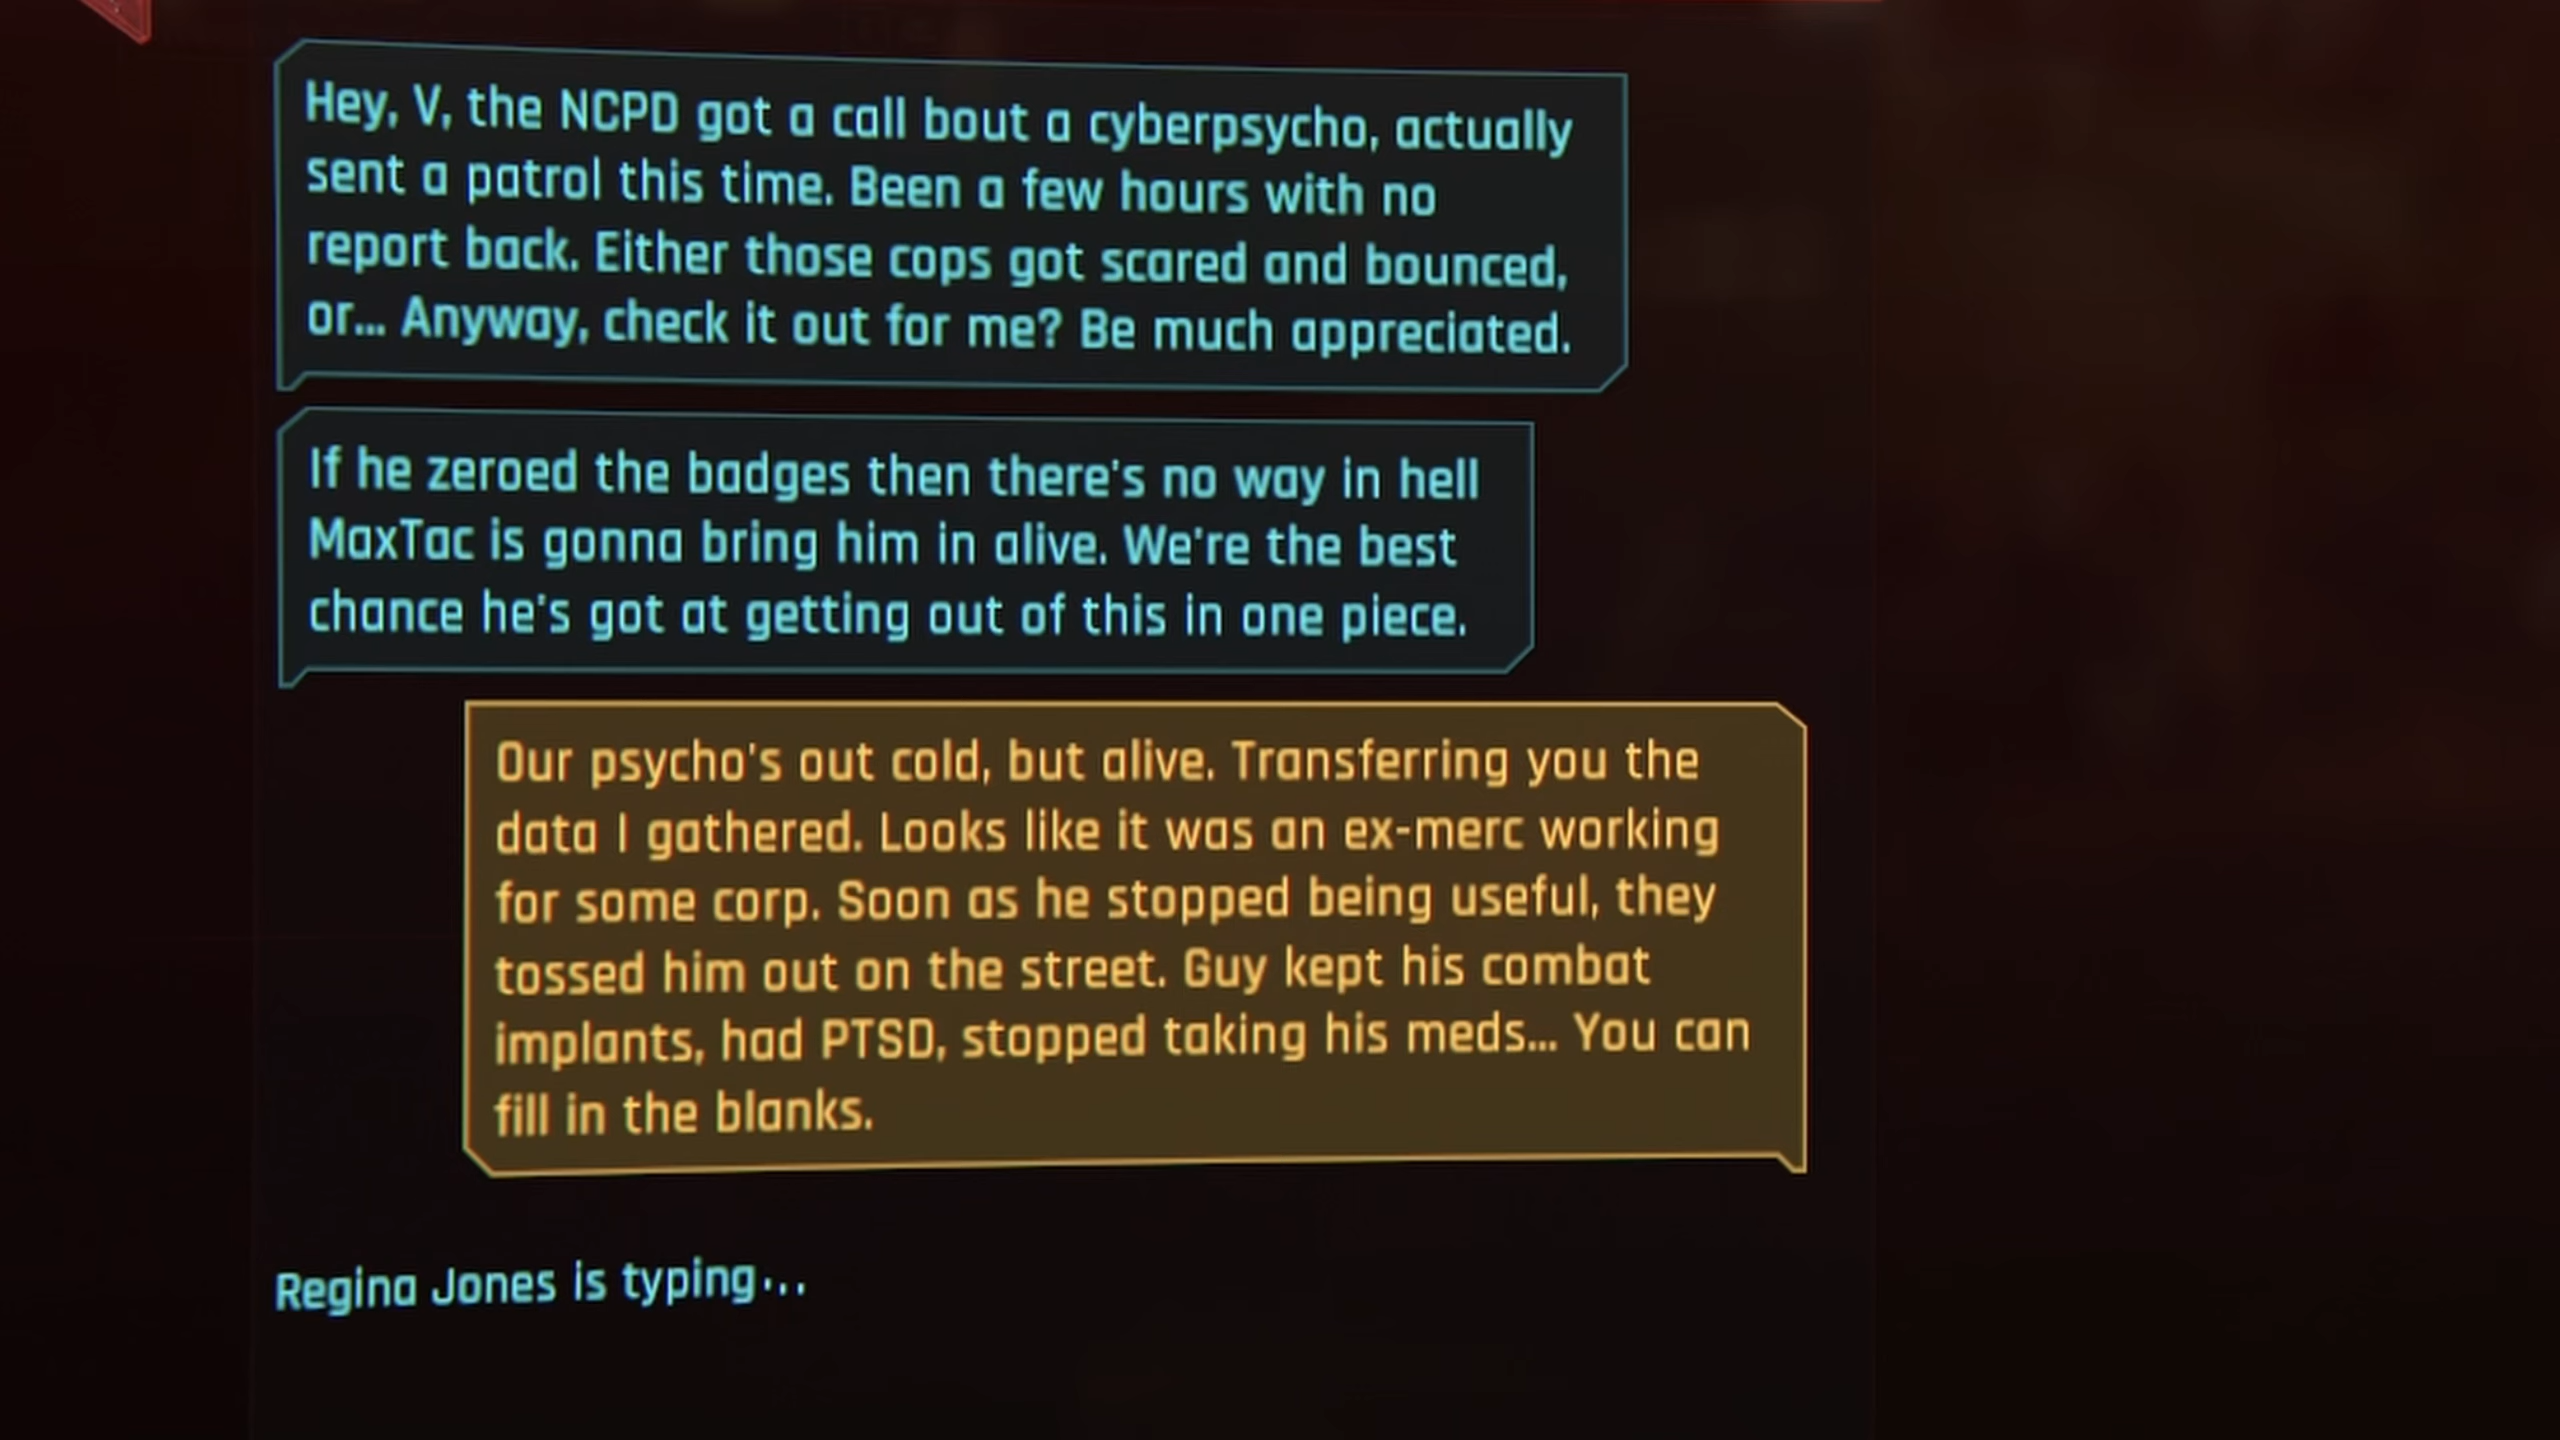 Hey, V, the NCPD got a call bout a cyberpsycho, actually
sent a patrol this time. Been a few hours with no
report back. Either those cops got scared and bounced,
or... Anyway, check it out for me? Be much appreciated.
If he zeroed the badges then there's no way in hell
MaxTac is gonna bring him in alive. We're the best
chance he's got at getting out of this in one piece.
Our psycho's out cold, but alive. Transferring you the
data I gathered. Looks like it was an ex-merc working
for some corp. Soon as he stopped being useful, they
tossed him out on the street. Guy kept his combat
implants, had PTSD, stopped taking his meds... You can
fill in the blanks.
Regina Jones is typing...